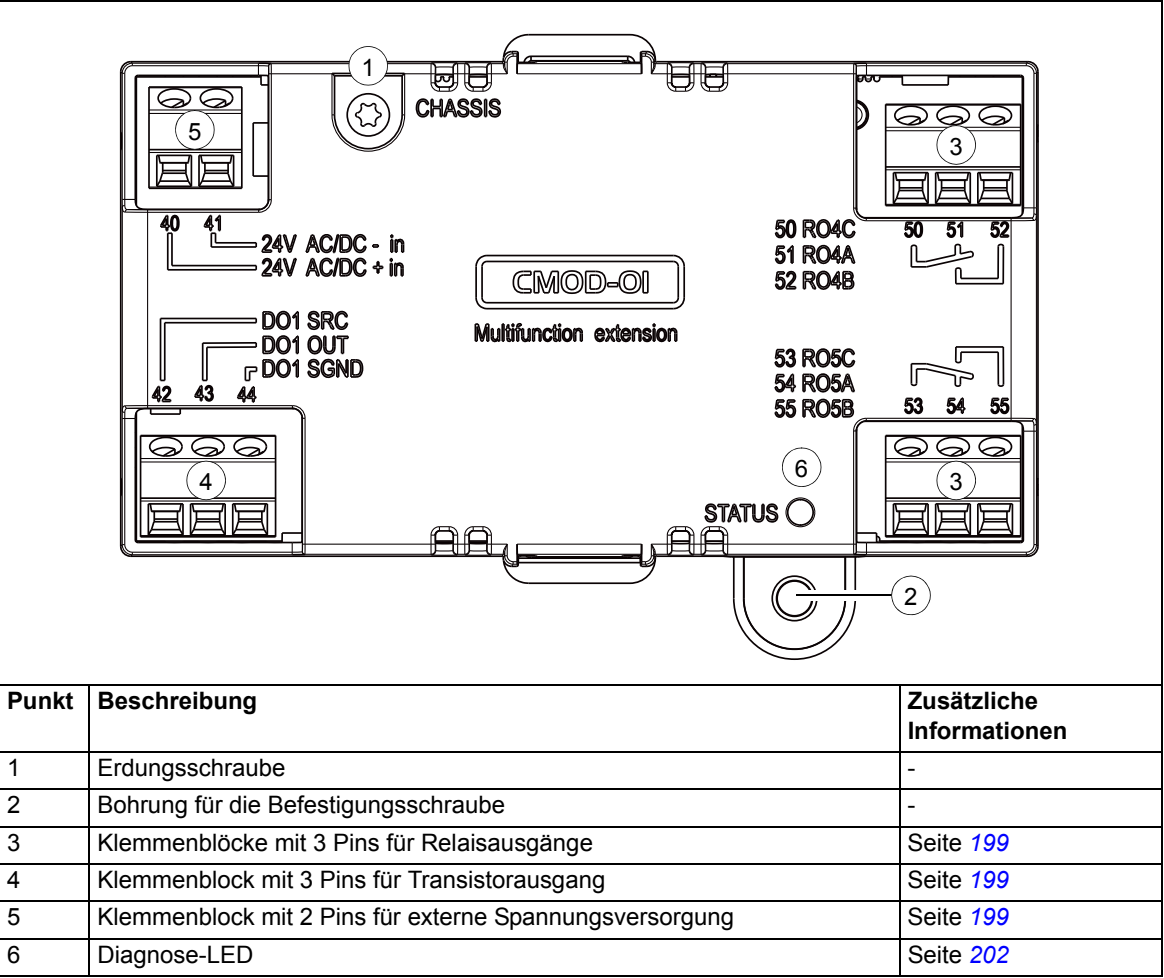 1
CHASSIS
5
3
40 41
24V AC/DC - in
24V AC/DC + in
50 RO4C
51 RO4A
52 RO4B
50 51 52
CMOD-01
Multifunction extension
DO1 SRC
DO1 OUT
DO1 SGND
42 43 44
53 RO5C
54 RO5A
55 RO5B
53 54 55
4
6
3
STATUS
2
Punkt Beschreibung Zusätzliche
Informationen
1 Erdungsschraube -
2 Bohrung für die Befestigungsschraube -
3 Klemmenblöcke mit 3 Pins für Relaisausgänge Seite 199
4 Klemmenblock mit 3 Pins für Transistorausgang Seite 199
5 Klemmenblock mit 2 Pins für externe Spannungsversorgung Seite 199
6 Diagnose-LED Seite 202